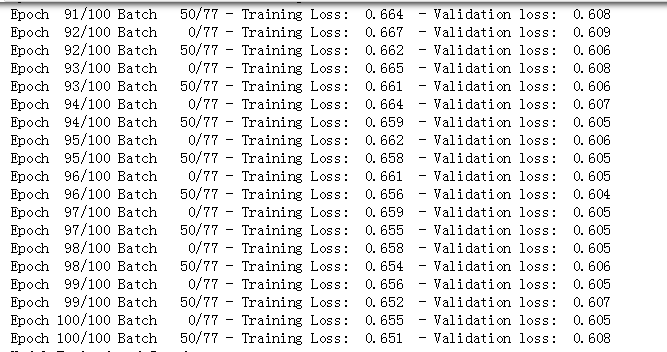 Epoch 91/100 Batch 50/77 - Training Loss: 0.664 - Validation loss: 0.608
Epoch 92/100 Batch 0/77 - Training Loss: 0.667 - Validation loss: 0.609
Epoch 92/100 Batch 50/77 - Training Loss: 0.662 - Validation loss: 0.606
Epoch 93/100 Batch 0/77 - Training Loss: 0.665 - Validation loss: 0.608
Epoch 93/100 Batch 50/77 - Training Loss: 0.661 - Validation loss: 0.606
Epoch 94/100 Batch 0/77 - Training Loss: 0.664 - Validation loss: 0.607
Epoch 94/100 Batch 50/77 - Training Loss: 0.659 - Validation loss: 0.605
Epoch 95/100 Batch 0/77 - Training Loss: 0.662 - Validation loss: 0.606
Epoch 95/100 Batch 50/77 - Training Loss: 0.658 - Validation loss: 0.605
Epoch 96/100 Batch 0/77 - Training Loss: 0.661 - Validation loss: 0.605
Epoch 96/100 Batch 50/77 - Training Loss: 0.656 - Validation loss: 0.604
Epoch 97/100 Batch 0/77 - Training Loss: 0.659 - Validation loss: 0.605
Epoch 97/100 Batch 50/77 - Training Loss: 0.655 - Validation loss: 0.605
Epoch 98/100 Batch 0/77 - Training Loss: 0.658 - Validation loss: 0.605
Epoch 98/100 Batch 50/77 - Training Loss: 0.654 - Validation loss: 0.606
Epoch 99/100 Batch 0/77 - Training Loss: 0.656 - Validation loss: 0.605
Epoch 99/100 Batch 50/77 - Training Loss: 0.652 - Validation loss: 0.607
Epoch 100/100 Batch 0/77 - Training Loss: 0.655 - Validation loss: 0.605
Epoch 100/100 Batch 50/77 - Training Loss: 0.651 - Validation loss: 0.608